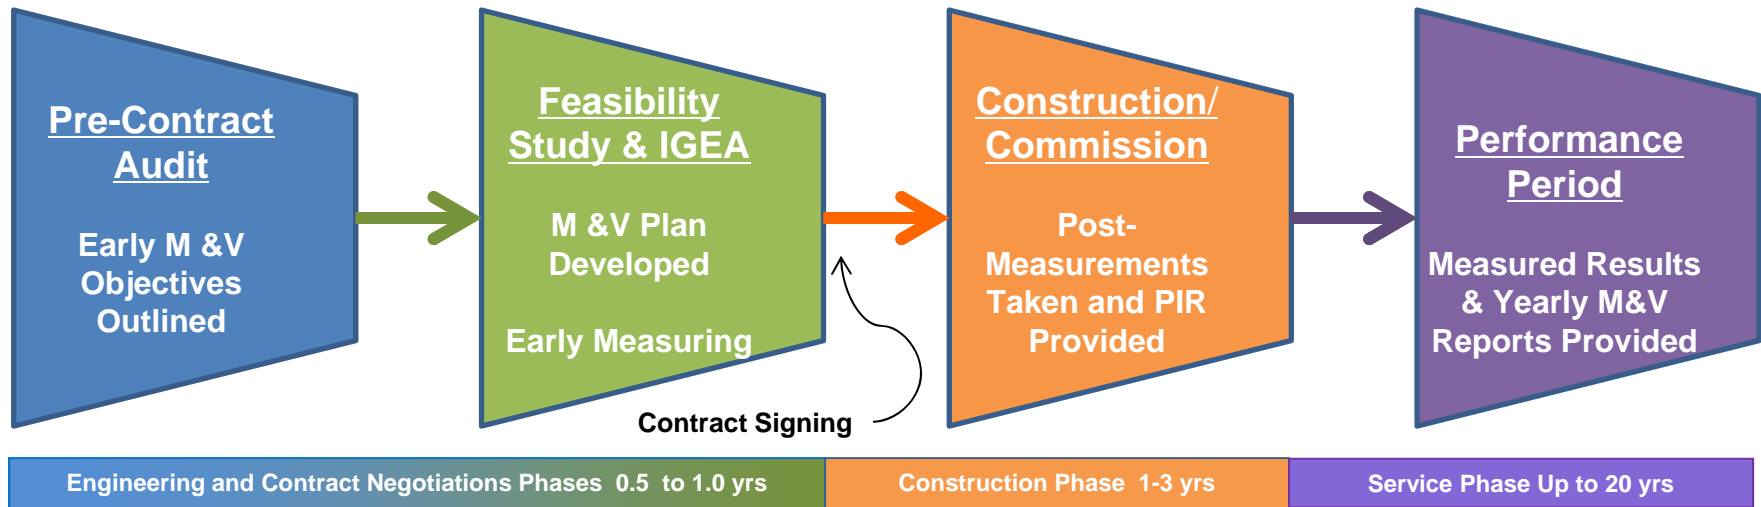 Pre-Contract
Audit
Early M &V
Objectives
Outlined
Feasibility
Study & IGEA
M &V Plan
Developed
Early Measuring
Construction/
Commission
Post-
Measurements
Taken and PIR
Provided
Performance
Period
Measured Results
& Yearly M&V
Reports Provided
Contract Signing
Engineering and Contract Negotiations Phases 0.5 to 1.0 yrs
Construction Phase 1-3 yrs
Service Phase Up to 20 yrs